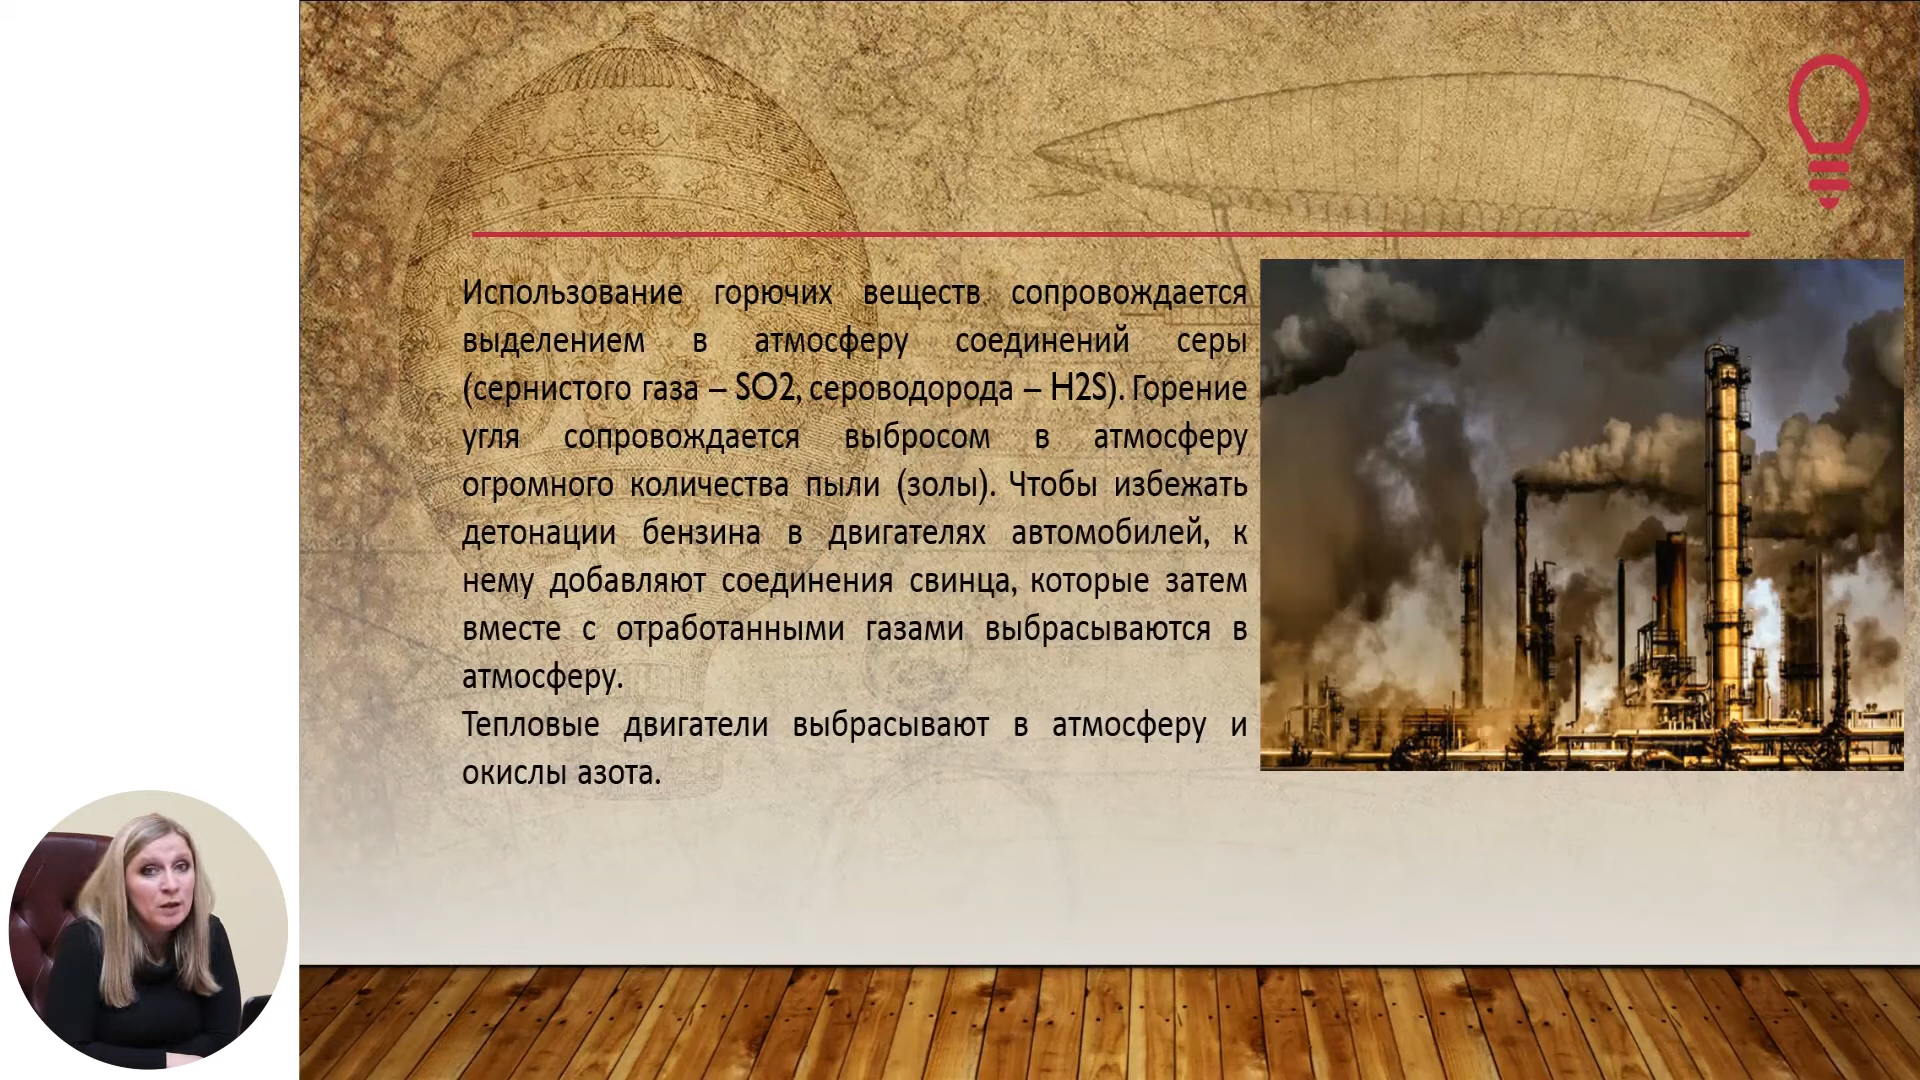 Использование горючих веществ сопровождается
выделением в атмосферу соединений серы
(сернистого газа – SO2, сероводорода – H2S). Горение
угля сопровождается выбросом в атмосферу
огромного количества пыли (золы). Чтобы избежать
детонации бензина в двигателях автомобилей, к
нему добавляют соединения свинца, которые затем
вместе с отработанными газами выбрасываются в
атмосферу.
Тепловые двигатели выбрасывают в атмосферу и
окислы азота.